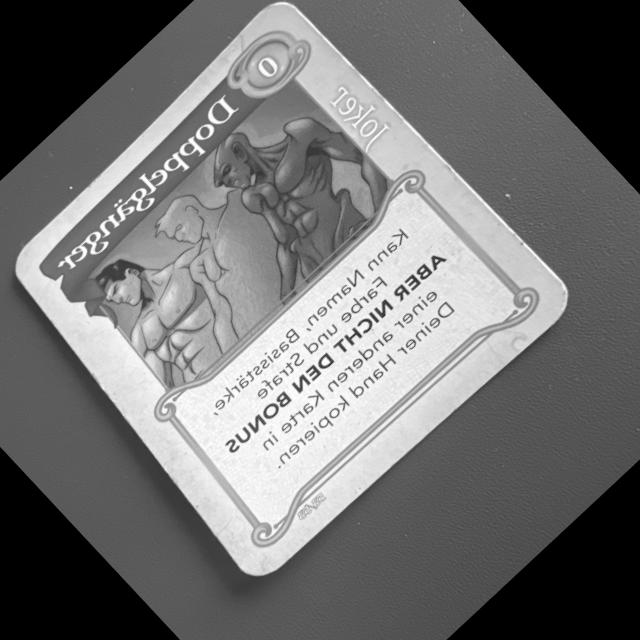 0
Doppelgänger
Joker
Kann Namen, Basisstärke,
Farbe und Strafe
ABER NICHT DEN BONUS
einer anderen Karte in
Deiner Hand kopieren.